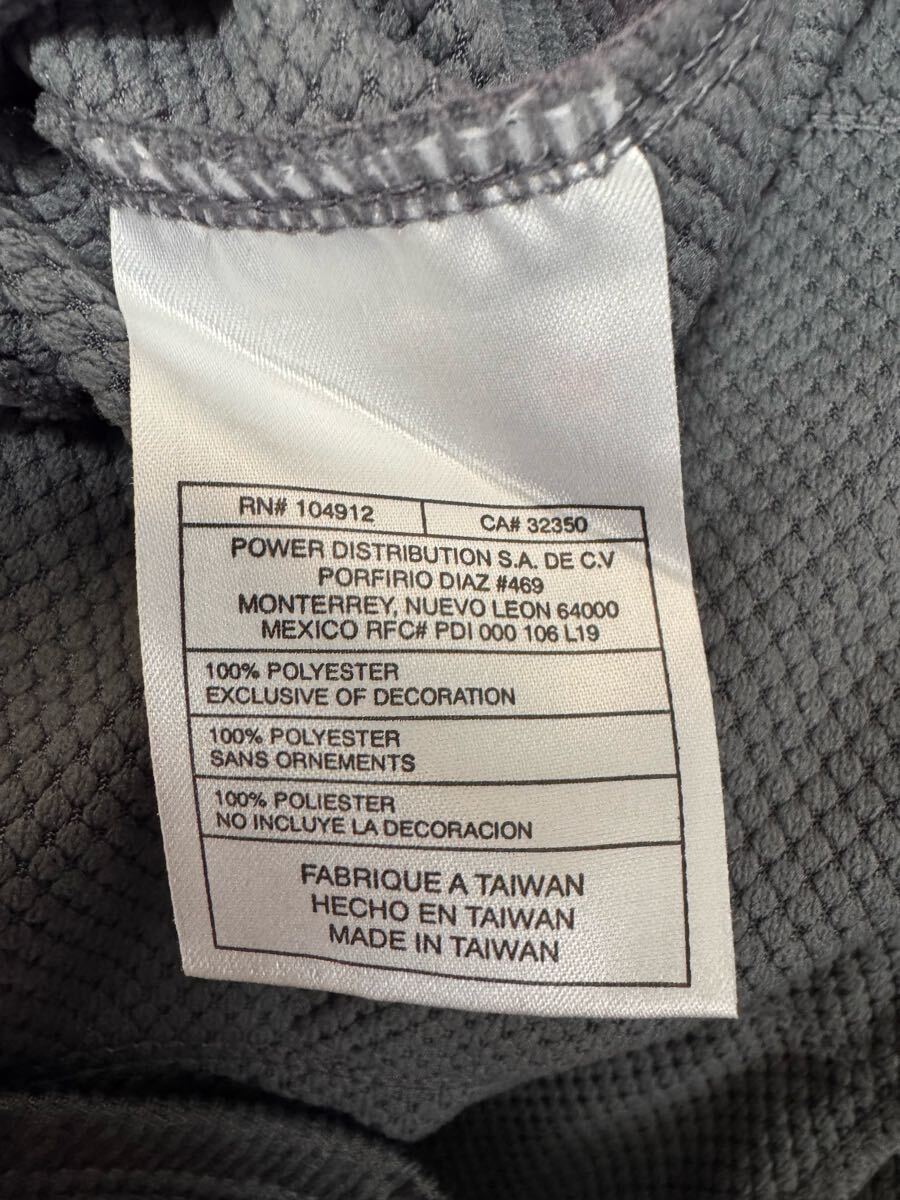 RN# 104912
CA# 32350
POWER DISTRIBUTION S.A. DE C.V
PORFIRIO DIAZ #469
MONTERREY, NUEVO LEON 64000
MEXICO RFC# PDI 000 106 L19
100% POLYESTER
EXCLUSIVE OF DECORATION
100% POLYESTER
SANS ORNEMENTS
100% POLIESTER
NO INCLUYE LA DECORACION
FABRIQUE A TAIWAN
HECHO EN TAIWAN
MADE IN TAIWAN